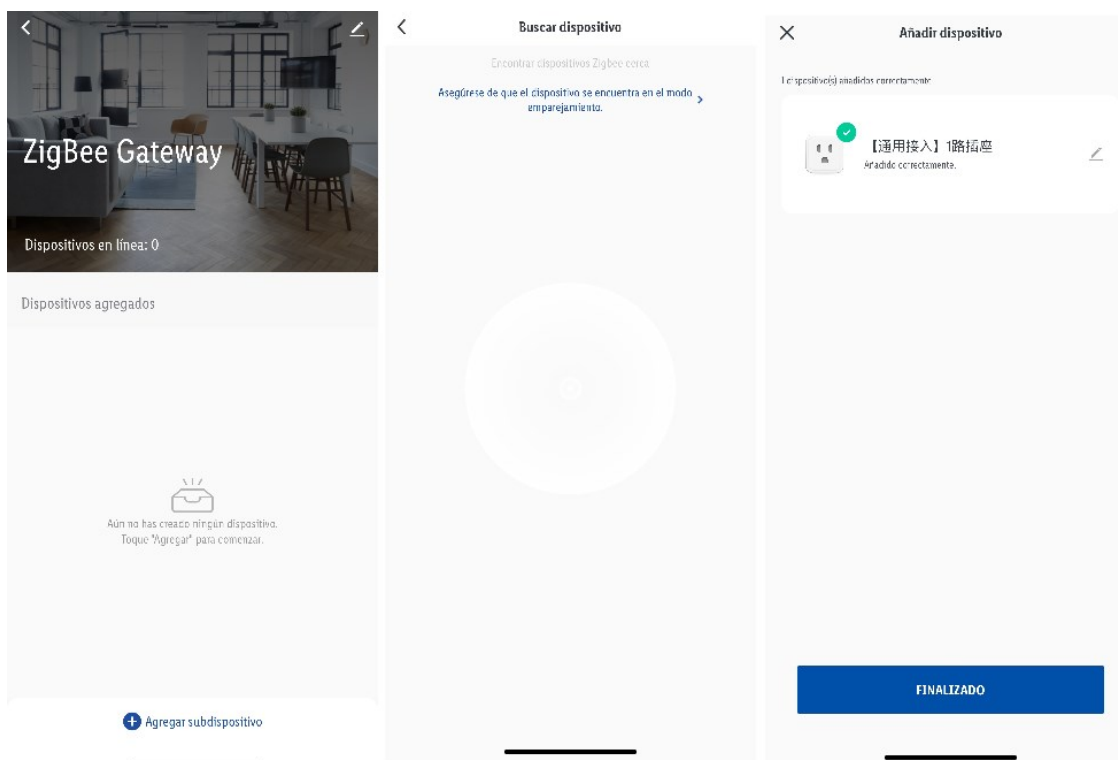 ZigBee Gateway
Dispositivos en línea: 0
Dispositivos agregados
Aún no has creado ningún dispositivo.
Toque "Agregar" para comenzar.
Agregar subdispositivo
Buscar dispositivo
Encontrar dispositivos Zigbee cerca
Asegúrese de que el dispositivo se encuentra en el modo
emparejamiento.
Añadir dispositivo
1 dispositivo(s) añadidos correctamente
【通用接入】1路插座
Añadido correctamente.
FINALIZADO